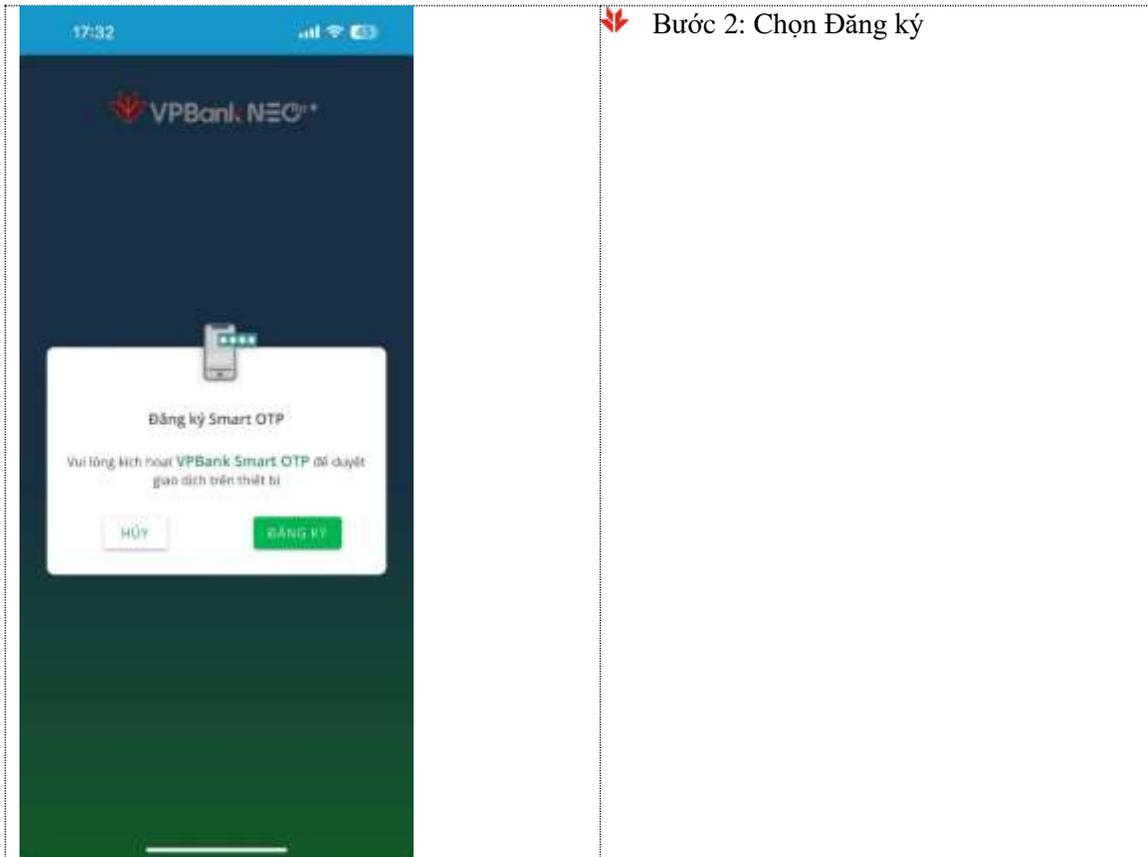 17:32
VPBank NEO
Đăng ký Smart OTP
Vui lòng kích hoạt VPBank Smart OTP để duyệt
giao dịch trên thiết bị
HỦY
ĐĂNG KÝ
Bước 2: Chọn Đăng ký